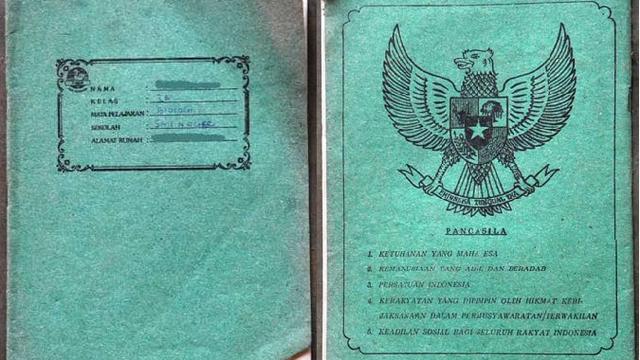 NAMA
KELAS
MATA PELAJARAN :
SEKOLAH :
ALAMAT RUMAH :
BHINNEKA TUNGGAL IKA
PANCASILA
1. KETUHANAN YANG MAHA ESA
2. KEMANUSIAAN YANG ADIL DAN BERADAB
3. PERSATUAN INDONESIA
4. KERAKYATAN YANG DIPIMPIN OLIH HIKMAT KEBI-
JAKSANAAN DALAM PERMUSYAWARATAN/PERWAKILAN
5. KEADILAN SOSIAL BAGI SELURUH RAKYAT INDONESIA